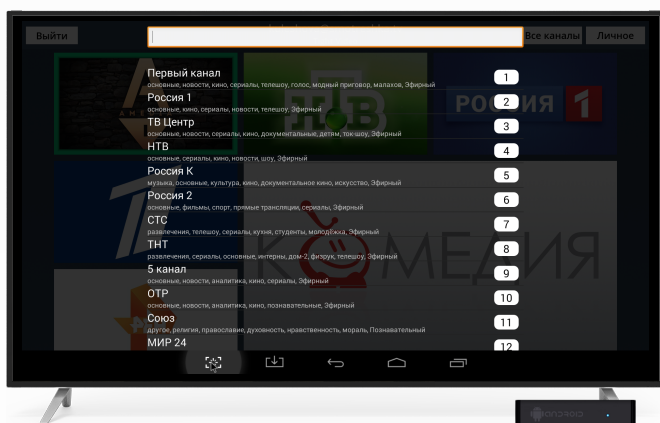 Выйти
Все каналы
Личное
Первый канал
1
основные, новости, кино, сериалы, телешоу, голос, модный приговор, малахов, Эфирный
Россия 1
2
основные, кино, сериалы, новости, телешоу, Эфирный
ТВ Центр
3
основные, новости, сериалы, кино, документальные, детям, ток-шоу, Эфирный
НТВ
4
основные, сериалы, кино, новости, шоу, Эфирный
Россия К
5
музыка, основные, культура, кино, документальное кино, искусство, Эфирный
Россия 2
6
основные, фильмы, спорт, прямые трансляции, сериалы, Эфирный
СТС
7
развлечения, телешоу, сериалы, кухня, студенты, молодёжка, Эфирный
ТНТ
8
развлечения, сериалы, основные, интерны, дом-2, физрук, телешоу, Эфирный
5 канал
9
основные, новости, аналитика, кино, сериалы, Эфирный
ОТР
10
основные, новости, аналитика, кино, познавательные, Эфирный
Союз
11
другое, религия, православие, духовность, нравственность, мораль, Познавательный
МИР 24
12
РОССИЯ 1
НТВ
КОМЕДИЯ